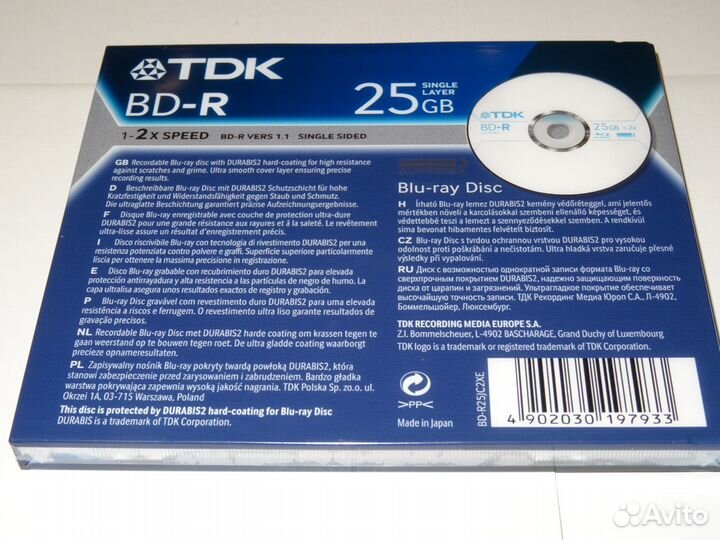 TDK
BD-R
25 GB
SINGLE LAYER
1-2X SPEED BD-R VERS 1.1 SINGLE SIDED
TDK
BD-R
25GB 1-2X
GB Recordable Blu-ray disc with DURABIS2 hard-coating for high resistance
against scratches and grime. Ultra smooth cover layer ensuring precise
recording results.
D Beschreibbare Blu-ray Disc mit DURABIS2 Schutzschicht für hohe
Kratzfestigkeit und Widerstandsfähigkeit gegen Staub und Schmutz.
Die ultraglatte Beschichtung garantiert präzise Aufzeichnungsergebnisse.
F Disque Blu-ray enregistrable avec couche de protection ultra-dure
DURABIS2 pour une grande résistance aux rayures et à la saleté. Le revêtement
ultra-lisse assure un résultat d'enregistrement précis.
I Disco riscrivibile Blu-ray con tecnologia di rivestimento DURABIS2 per una
resistenza potenziata contro polvere e graffi. Superficie superiore particolarmente
liscia per ottenere la massima precisione in registrazione.
E Disco Blu-ray grabable con recubrimiento duro DURABIS2 para elevada
protección antirrayadura y alta resistencia a las partículas de negro de humo. La
capa extra suave garantiza exactitud de registro y grabación.
P Blu-ray Disc gravável com revestimento duro DURABIS2 para uma elevada
resistência a riscos e ferrugem. O revestimento ultra liso garante resultados de
gravação precisos.
NL Recordable Blu-ray Disc met DURABIS2 harde coating om krassen tegen te
gaan weerstand op te bouwen tegen roet. De ultra gladde coating waarborgt
precieze opnameresultaten.
PL Zapisywalny nośnik Blu-ray pokryty twardą powłoką DURABIS2, która
stanowi zabezpieczenie przed zarysowaniem i zabrudzeniem. Bardzo gładka
warstwa pokrywająca zapewnia wysoką jakość nagrania. TDK Polska Sp. zo.o. ul.
Okrzei 1A, 03-715 Warszawa, Poland
This disc is protected by DURABIS2 hard-coating for Blu-ray Disc
DURABIS is a trademark of TDK Corporation.
Blu-ray Disc
H Írható Blu-ray lemez DURABIS2 kemény védőréteggel, ami jelentős
mértékben növeli a karcolásokkal szembeni ellenálló képességet, és
védettebbé teszi a lemezt a szennyeződésekkel szemben. A rendkívül
sima bevonat hibamentes felvételt biztosít.
CZ Blu-ray Disc s tvrdou ochrannou vrstvou DURABIS2 pro vysokou
odolnost proti poškrábání a nečistotám. Ultra hladká vrstva zaručuje přesné
výsledky při vypalování.
RU Диск с возможностью однократной записи формата Blu-ray со
сверхпрочным покрытием DURABIS2, надежно защищающим поверхность
диска от царапин и загрязнений. Ультрагладкое покрытие обеспечивает
высочайшую точность записи. ТДК Рекординг Медиа Юроп С.А., Л-4902,
Боммельшойер, Люксембург.
TDK RECORDING MEDIA EUROPE S.A.
Z.I. Bommelscheuer, L-4902 BASCHARAGE, Grand Duchy of Luxembourg
TDK logo is a trademark or registered trademark of TDK Corporation.
>PP<
Made in Japan
BD-R25JC2XE
4 902030 197933
Avito